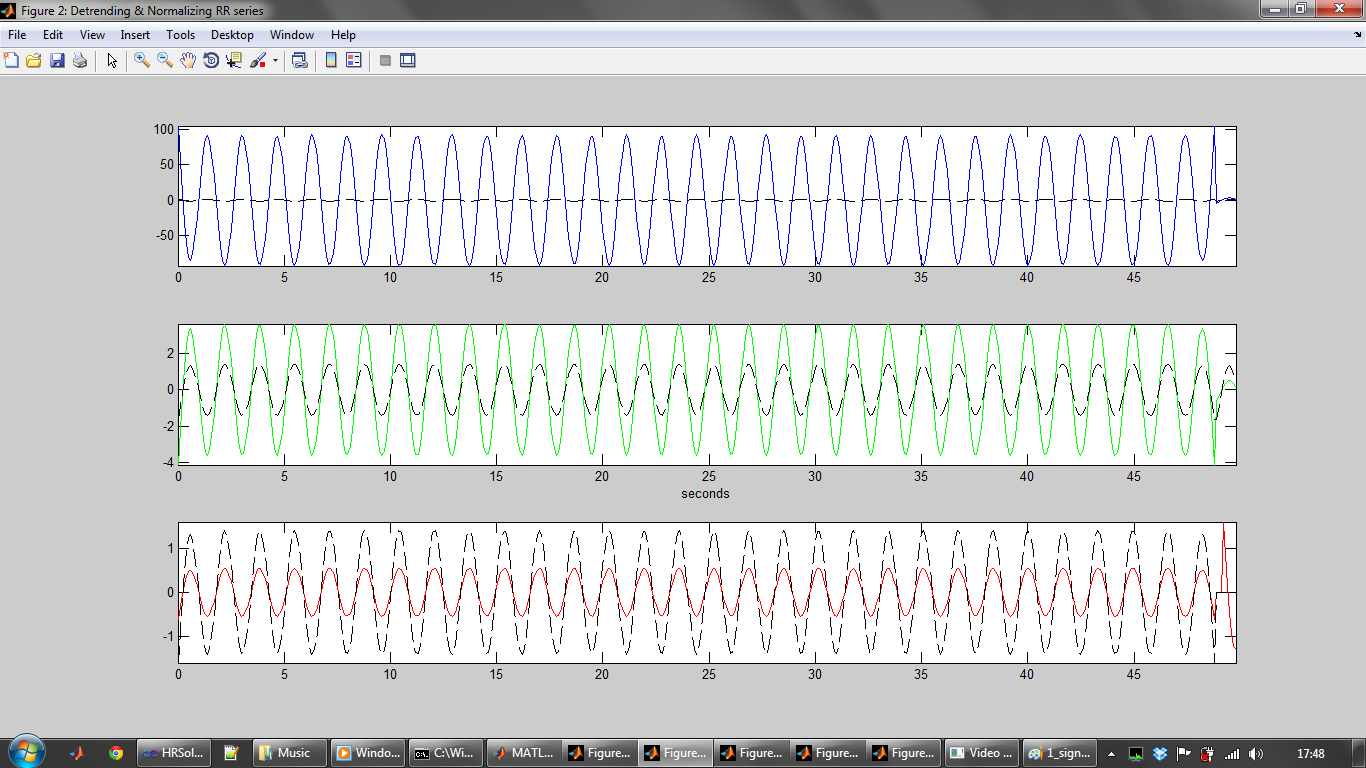 Figure 2: Detrending & Normalizing RR series
File Edit View Insert Tools Desktop Window Help
100
50
0
-50
0 5 10 15 20 25 30 35 40 45
2
0
-2
-4
0 5 10 15 20 25 30 35 40 45
seconds
1
0
-1
0 5 10 15 20 25 30 35 40 45
HRSol... Music Windo... C:\Wi... MATL... Figure... Figure... Figure... Figure... Figure... Video ... 1_sign... 17:48